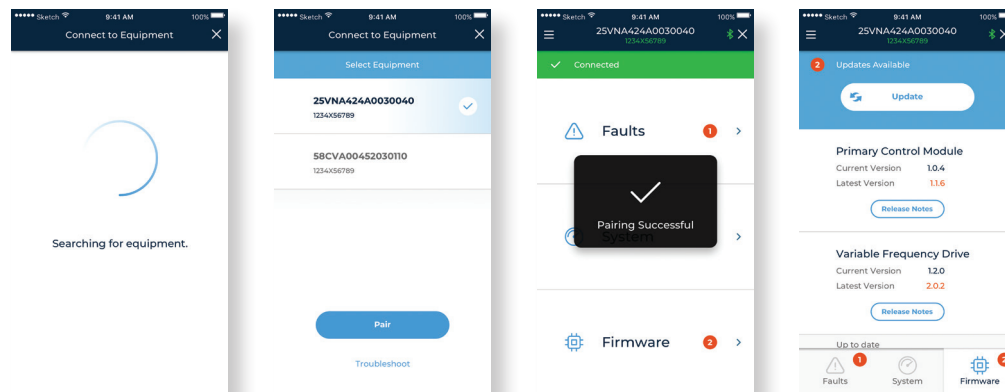 Sketch 9:41 AM 100%
Connect to Equipment
Searching for equipment.
Sketch 9:41 AM 100%
Connect to Equipment
Select Equipment
25VNA424A0030040
1234X56789
58CVA00452030110
1234X56789
Pair
Troubleshoot
Sketch 9:41 AM 100%
25VNA424A0030040
1234X56789
Connected
Faults 1
Pairing Successful
System
Firmware 2
Sketch 9:41 AM 100%
25VNA424A0030040
1234X56789
2 Updates Available
Update
Primary Control Module
Current Version 1.0.4
Latest Version 1.1.6
Release Notes
Variable Frequency Drive
Current Version 1.2.0
Latest Version 2.0.2
Release Notes
Up to date
1 2
Faults System Firmware